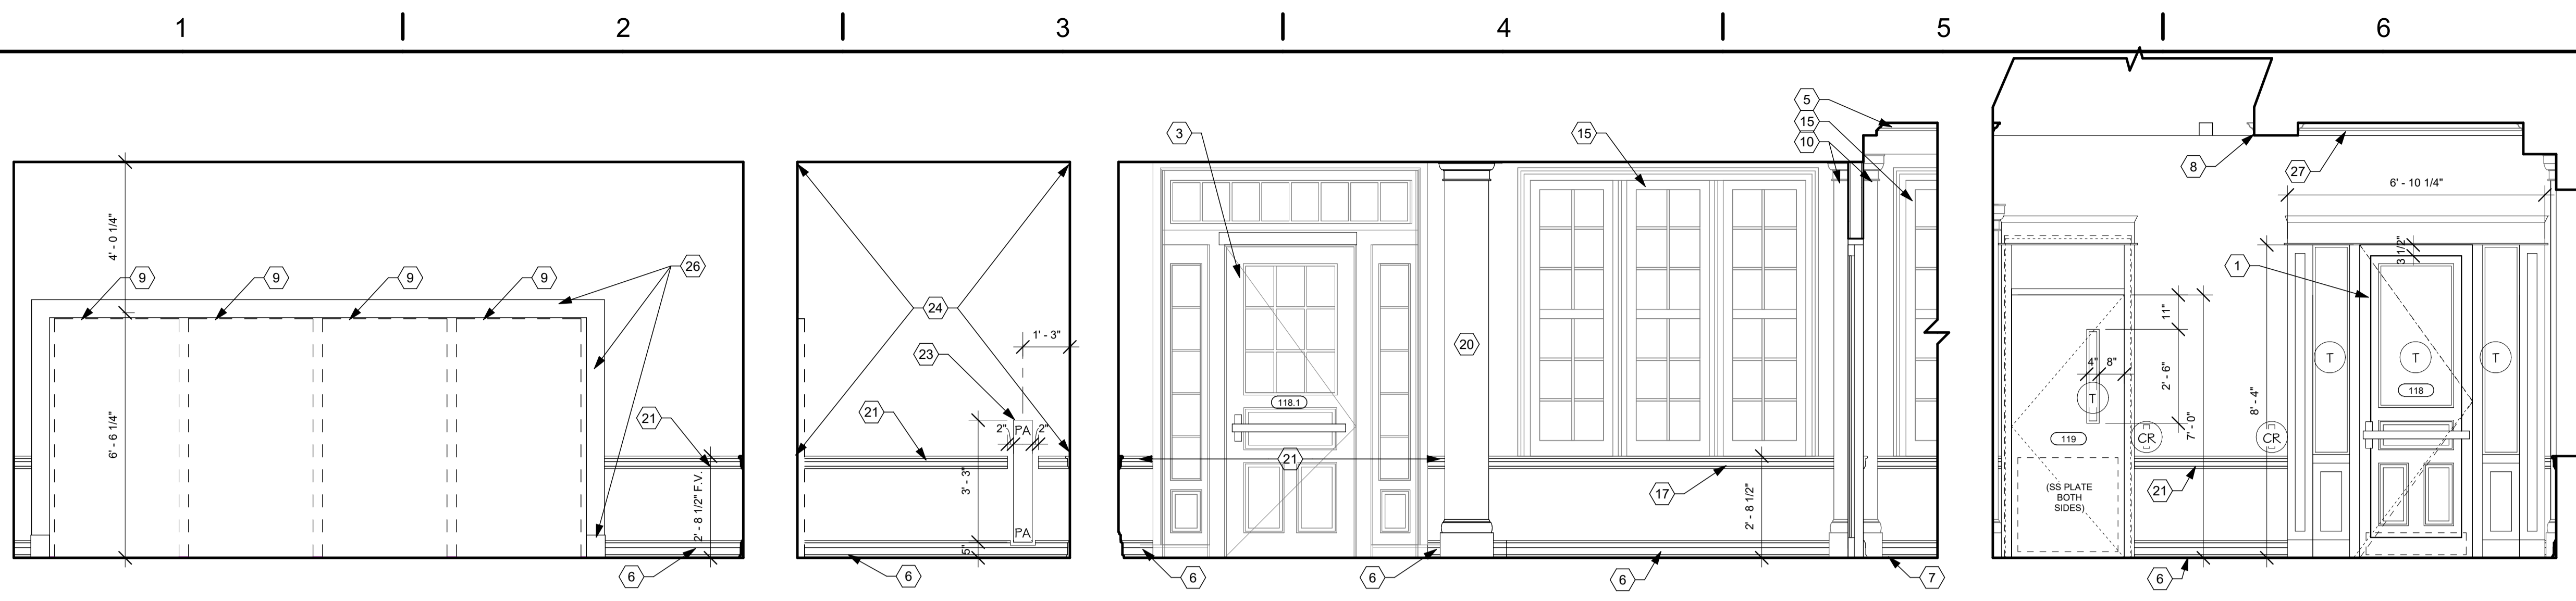 1 2 3 4 5 6
4' - 0 1/4"
9 9 9 9
26
6' - 6 1/4"
21
2' - 8 1/2" F.V.
6
24
1' - 3"
23
21
2" PA 2"
3' - 3"
PA
5"
6
3
15
5
15
10
20
118.1
21
17
2' - 8 1/2"
6
6
6
7
8
27
6' - 10 1/4"
3 1/2"
1
11"
4" 8"
2' - 6"
T
T T T
118
8' - 4"
7' - 0"
119
CR CR
21
(SS PLATE
BOTH
SIDES)
6